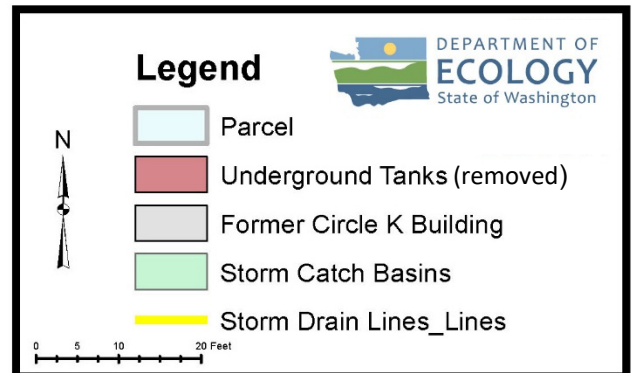 Legend
DEPARTMENT OF
ECOLOGY
State of Washington
N
Parcel
Underground Tanks (removed)
Former Circle K Building
Storm Catch Basins
Storm Drain Lines_Lines
0 5 10 20 Feet